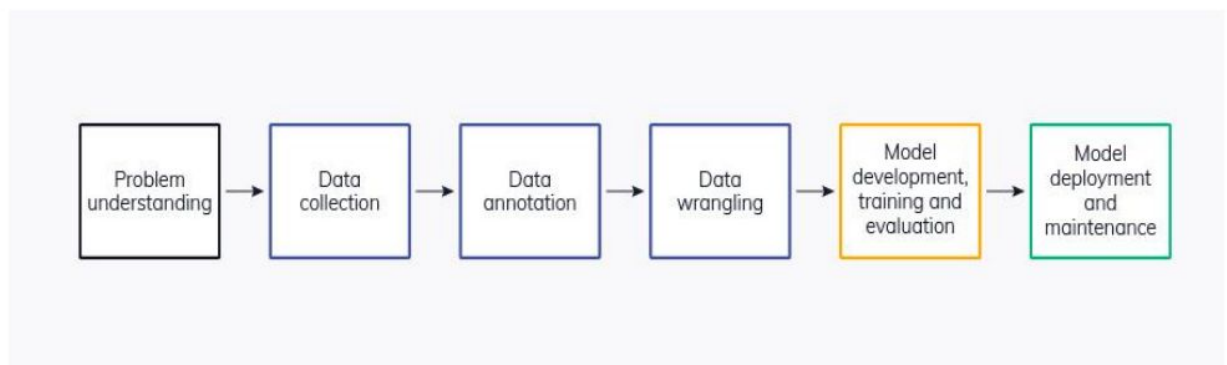 Problem
understanding
Data
collection
Data
annotation
Data
wrangling
Model
development,
training and
evaluation
Model
deployment
and
maintenance